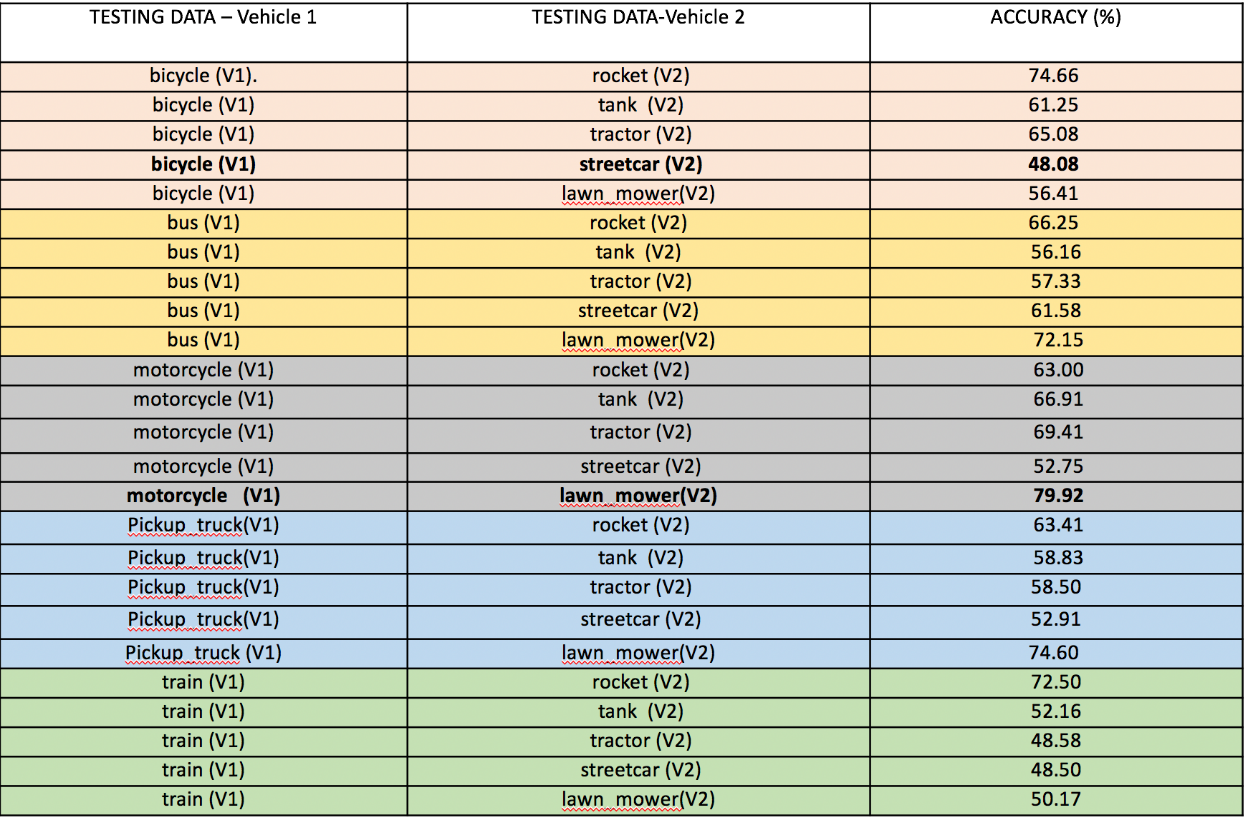 TESTING DATA – Vehicle 1 TESTING DATA-Vehicle 2 ACCURACY (%)
bicycle (V1). rocket (V2) 74.66
bicycle (V1) tank (V2) 61.25
bicycle (V1) tractor (V2) 65.08
bicycle (V1) streetcar (V2) 48.08
bicycle (V1) lawn_mower(V2) 56.41
bus (V1) rocket (V2) 66.25
bus (V1) tank (V2) 56.16
bus (V1) tractor (V2) 57.33
bus (V1) streetcar (V2) 61.58
bus (V1) lawn_mower(V2) 72.15
motorcycle (V1) rocket (V2) 63.00
motorcycle (V1) tank (V2) 66.91
motorcycle (V1) tractor (V2) 69.41
motorcycle (V1) streetcar (V2) 52.75
motorcycle (V1) lawn_mower(V2) 79.92
Pickup_truck(V1) rocket (V2) 63.41
Pickup_truck(V1) tank (V2) 58.83
Pickup_truck(V1) tractor (V2) 58.50
Pickup_truck(V1) streetcar (V2) 52.91
Pickup_truck (V1) lawn_mower(V2) 74.60
train (V1) rocket (V2) 72.50
train (V1) tank (V2) 52.16
train (V1) tractor (V2) 48.58
train (V1) streetcar (V2) 48.50
train (V1) lawn_mower(V2) 50.17